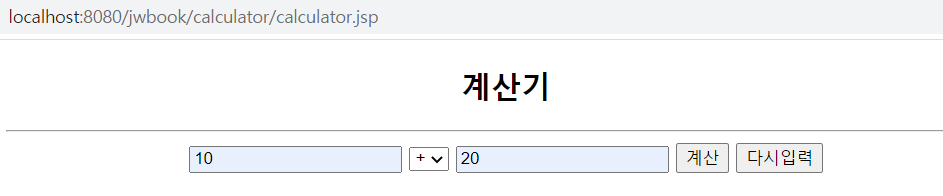 localhost:8080/jwbook/calculator/calculator.jsp
계산기
10 + 20 계산 다시입력